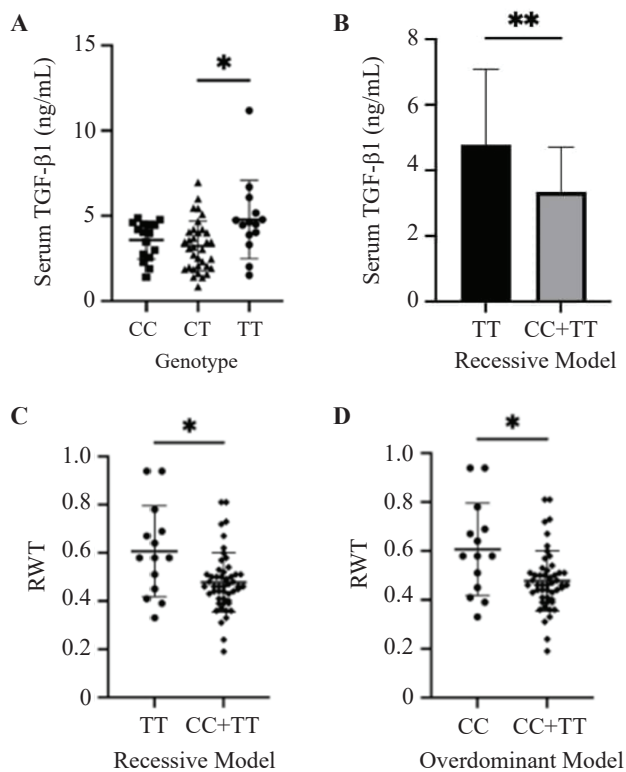 A
Serum TGF-β1 (ng/mL)
15
10
5
0
*
CC CT TT
Genotype
B
Serum TGF-β1 (ng/mL)
8
6
4
2
0
**
TT CC+TT
Recessive Model
C
RWT
1.0
0.8
0.6
0.4
0.2
0
*
TT CC+TT
Recessive Model
D
RWT
1.0
0.8
0.6
0.4
0.2
0
*
CC CC+TT
Overdominant Model